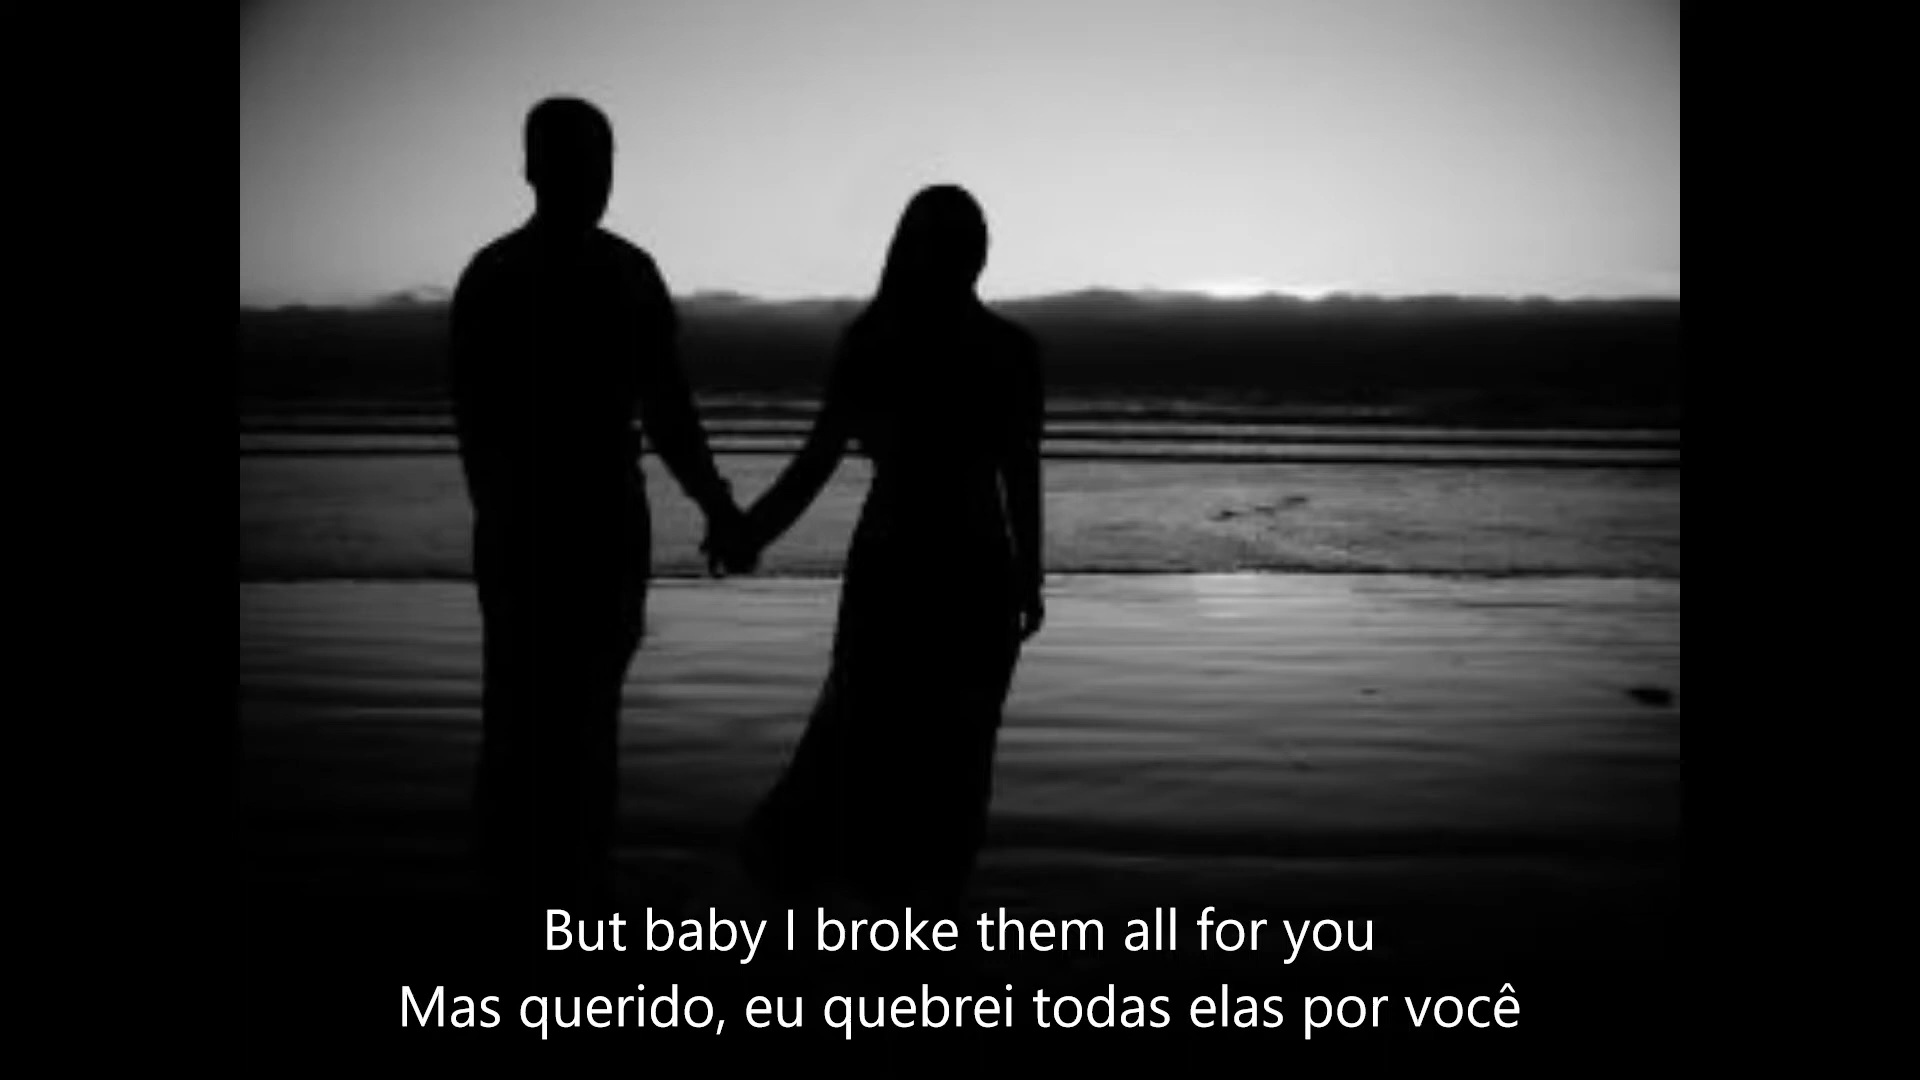 But baby I broke them all for you
Mas querido, eu quebrei todas elas por você